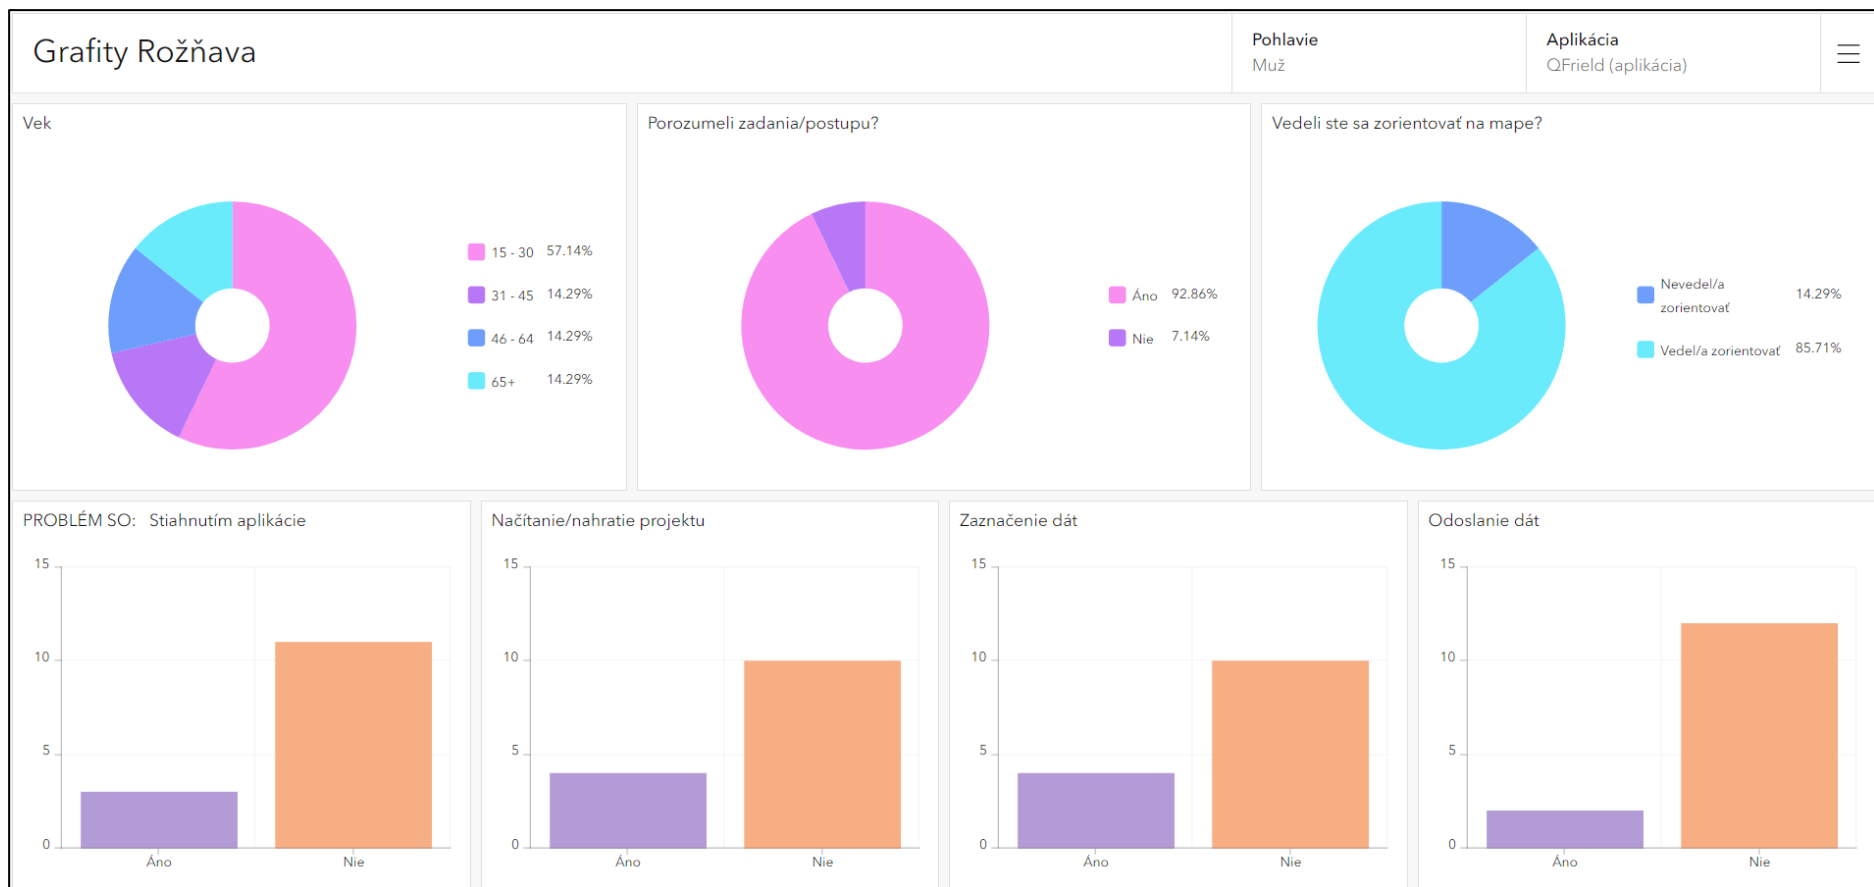 Grafity Rožňava
Pohlavie
Muž
Aplikácia
QFrield (aplikácia)
Vek
15 - 30 57.14%
31 - 45 14.29%
46 - 64 14.29%
65+ 14.29%
Porozumeli zadania/postupu?
Áno 92.86%
Nie 7.14%
Vedeli ste sa zorientovať na mape?
Nevedel/a
zorientovať 14.29%
Vedel/a zorientovať 85.71%
PROBLÉM SO: Stiahnutím aplikácie
15
10
5
0
Áno Nie
Načítanie/nahratie projektu
15
10
5
0
Áno Nie
Zaznačenie dát
15
10
5
0
Áno Nie
Odoslanie dát
15
10
5
0
Áno Nie